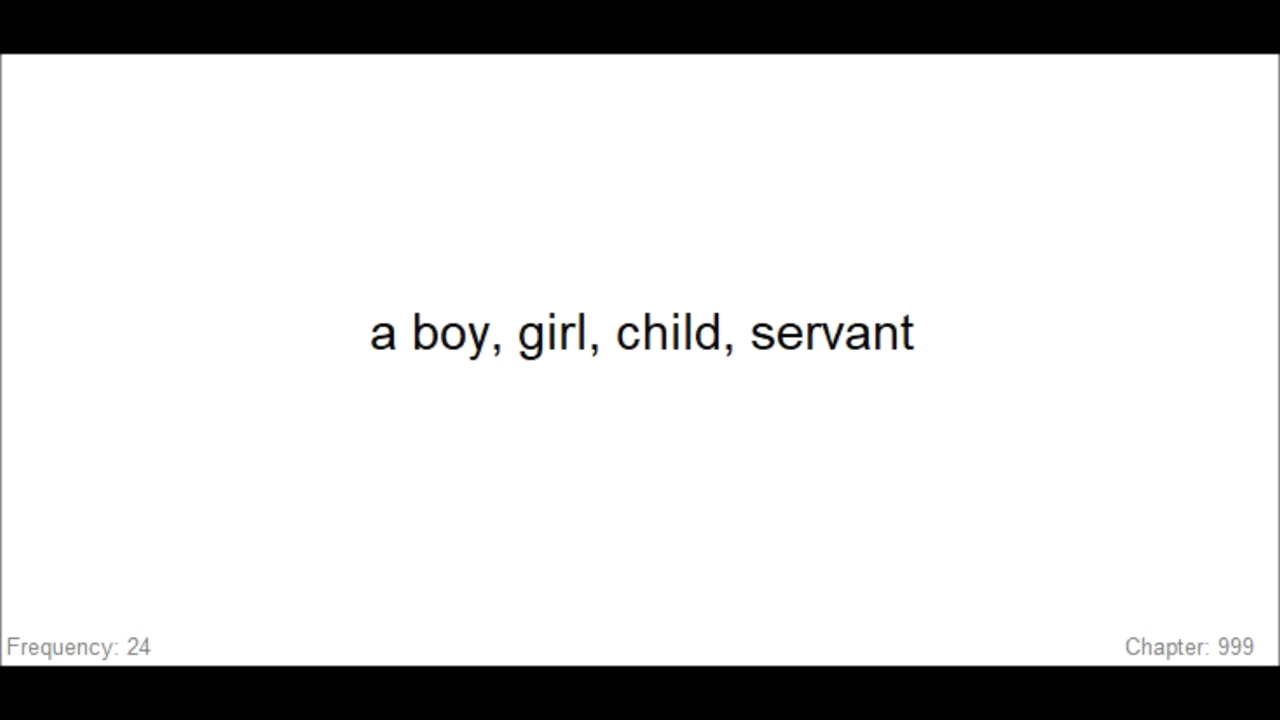 a boy, girl, child, servant
Frequency: 24
Chapter: 999